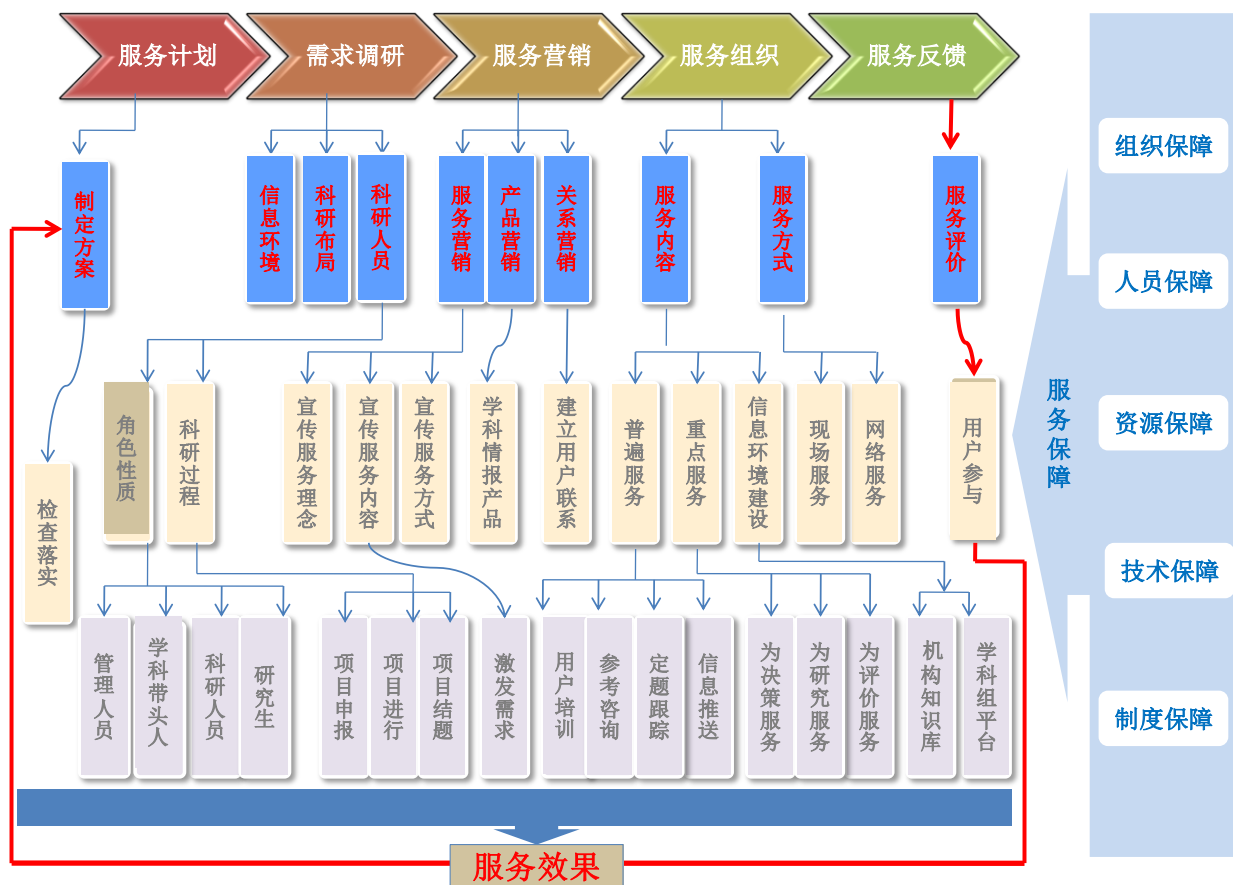 服务计划
需求调研
服务营销
服务组织
服务反馈
制定方案
信息环境
科研布局
科研人员
服务营销
产品营销
关系营销
服务内容
服务方式
服务评价
检查落实
角色性质
科研过程
宣传服务理念
宣传服务内容
宣传服务方式
学科情报产品
建立用户联系
普遍服务
重点服务
信息环境建设
现场服务
网络服务
用户参与
管理人员
学科带头人
科研人员
研究生
项目申报
项目进行
项目结题
激发需求
用户培训
参考咨询
定题跟踪
信息推送
为决策服务
为研究服务
为评价服务
机构知识库
学科组平台
服务效果
服务保障
组织保障
人员保障
资源保障
技术保障
制度保障